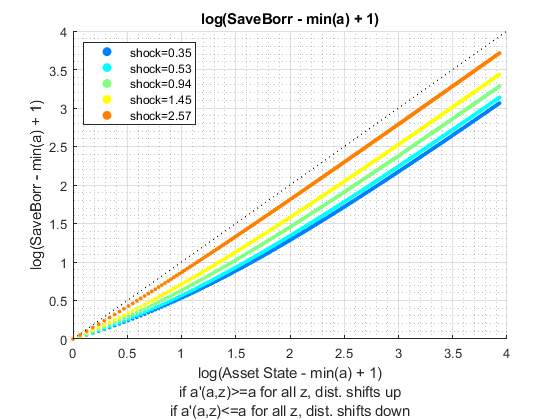 log(SaveBorr - min(a) + 1)
log(SaveBorr - min(a) + 1)
4
3.5
3
2.5
2
1.5
1
0.5
0
shock=0.35
shock=0.53
shock=0.94
shock=1.45
shock=2.57
0 0.5 1 1.5 2 2.5 3 3.5 4
log(Asset State - min(a) + 1)
if a'(a,z)>=a for all z, dist. shifts up
if a'(a,z)<=a for all z, dist. shifts down